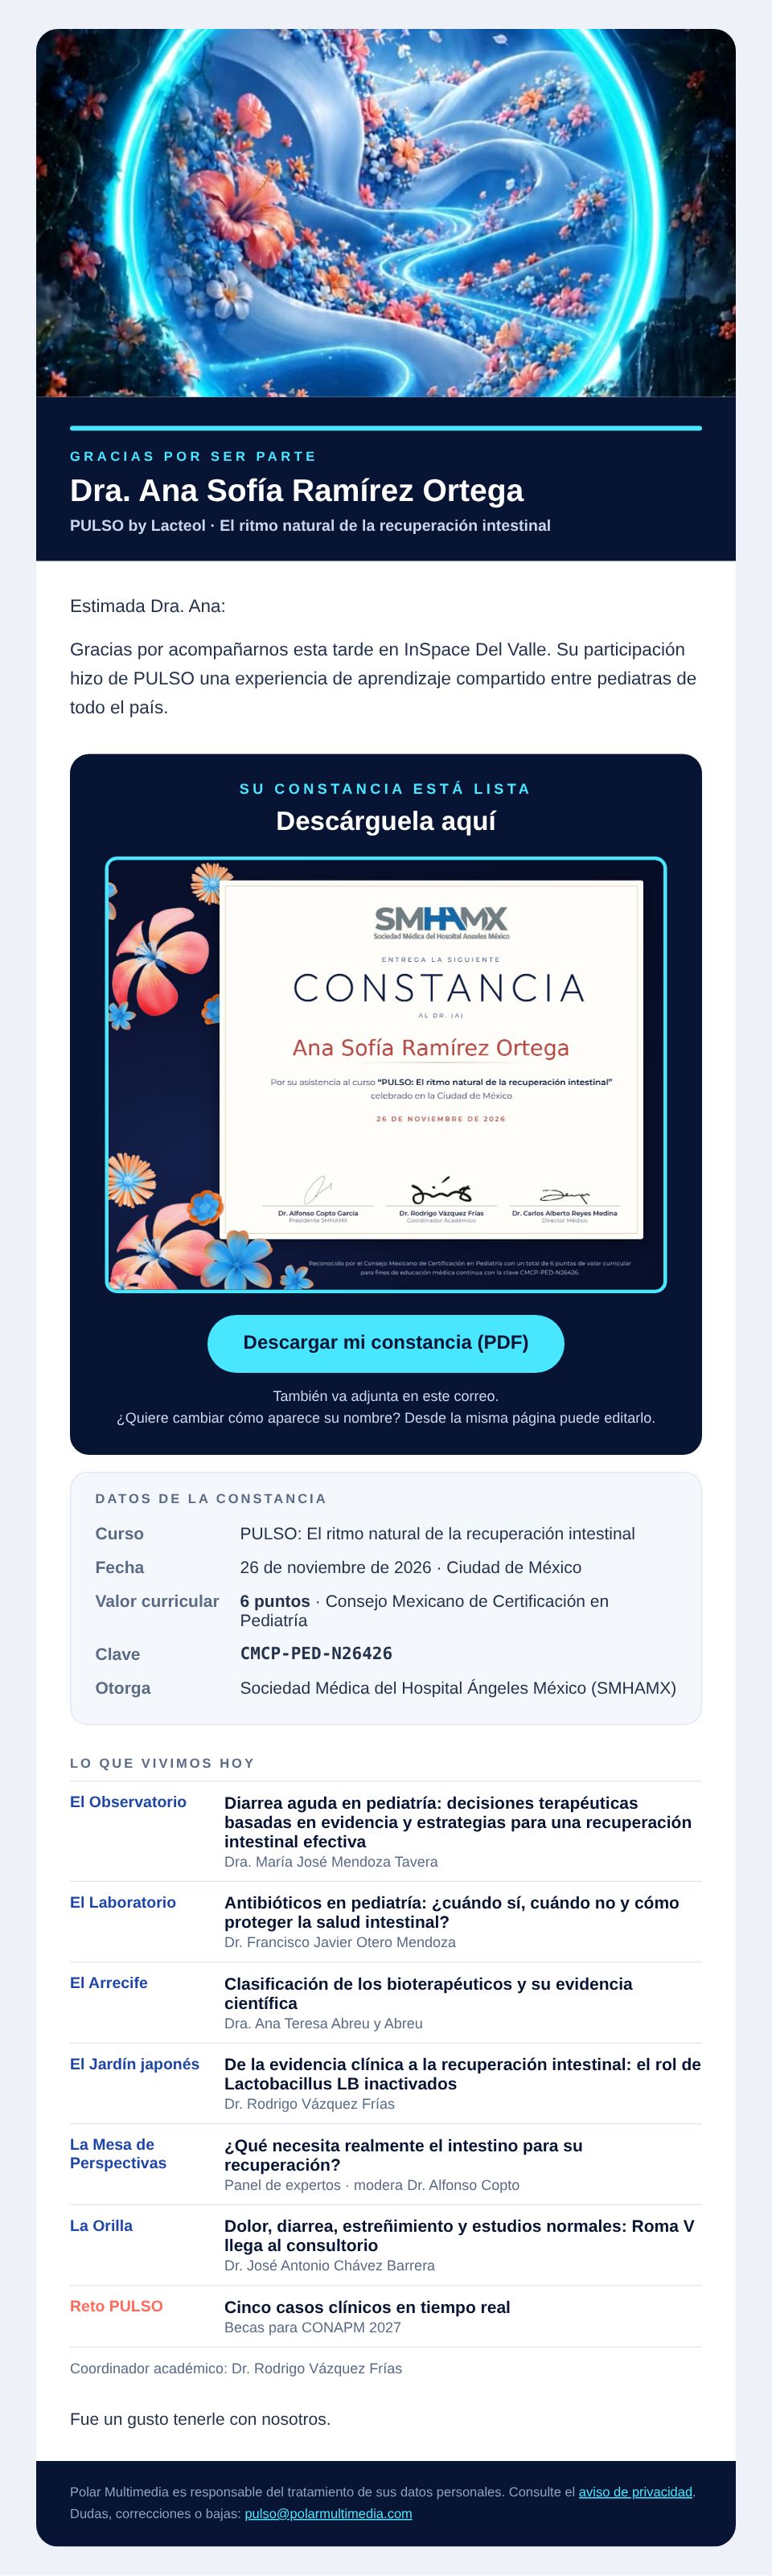 GRACIAS POR SER PARTE
Dra. Ana Sofía Ramírez Ortega
PULSO by Lacteol · El ritmo natural de la recuperación intestinal
Estimada Dra. Ana:
Gracias por acompañarnos esta tarde en InSpace Del Valle. Su participación
hizo de PULSO una experiencia de aprendizaje compartido entre pediatras de
todo el país.
SU CONSTANCIA ESTÁ LISTA
Descárguela aquí
SMHAMX
Sociedad Médica del Hospital Angeles México
ENTREGA LA SIGUIENTE
CONSTANCIA
AL DR. (A)
Ana Sofía Ramírez Ortega
Por su asistencia al curso “PULSO: El ritmo natural de la recuperación intestinal”
celebrado en la Ciudad de México
26 DE NOVIEMBRE DE 2026
Dr. Alfonso Copto García
Presidente SMHAMX
Dr. Rodrigo Vázquez Frías
Coordinador Académico
Dr. Carlos Alberto Reyes Medina
Director Médico
Reconocido por el Consejo Mexicano de Certificación en Pediatría con un total de 6 puntos de valor curricular
para fines de educación médica continua con la clave CMCP-PED-N26426.
Descargar mi constancia (PDF)
También va adjunta en este correo.
¿Quiere cambiar cómo aparece su nombre? Desde la misma página puede editarlo.
DATOS DE LA CONSTANCIA
Curso PULSO: El ritmo natural de la recuperación intestinal
Fecha 26 de noviembre de 2026 · Ciudad de México
Valor curricular 6 puntos · Consejo Mexicano de Certificación en
Pediatría
Clave CMCP-PED-N26426
Otorga Sociedad Médica del Hospital Ángeles México (SMHAMX)
LO QUE VIVIMOS HOY
El Observatorio Diarrea aguda en pediatría: decisiones terapéuticas
basadas en evidencia y estrategias para una recuperación
intestinal efectiva
Dra. María José Mendoza Tavera
El Laboratorio Antibióticos en pediatría: ¿cuándo sí, cuándo no y cómo
proteger la salud intestinal?
Dr. Francisco Javier Otero Mendoza
El Arrecife Clasificación de los bioterapéuticos y su evidencia
científica
Dra. Ana Teresa Abreu y Abreu
El Jardín japonés De la evidencia clínica a la recuperación intestinal: el rol de
Lactobacillus LB inactivados
Dr. Rodrigo Vázquez Frías
La Mesa de
Perspectivas
¿Qué necesita realmente el intestino para su
recuperación?
Panel de expertos · modera Dr. Alfonso Copto
La Orilla Dolor, diarrea, estreñimiento y estudios normales: Roma V
llega al consultorio
Dr. José Antonio Chávez Barrera
Reto PULSO Cinco casos clínicos en tiempo real
Becas para CONAPM 2027
Coordinador académico: Dr. Rodrigo Vázquez Frías
Fue un gusto tenerle con nosotros.
Polar Multimedia es responsable del tratamiento de sus datos personales. Consulte el aviso de privacidad.
Dudas, correcciones o bajas: pulso@polarmultimedia.com